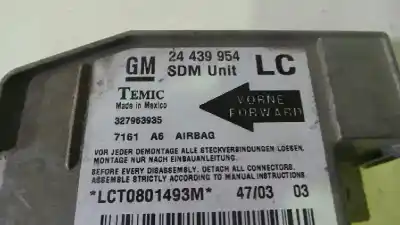 GM 24 439 954 LC
SDM Unit
TEMIC
Made in Mexico
VORNE
FORWARD
327963935
7161 A6 AIRBAG
VOR JEDER DEMONTAGE ALLE STECKVERBINDUNGEN LOESEN.
MONTAGE NUR NACH EINBAUANLEITUNG.
BEFORE EVERY DISASSEMBLY, DETACH ALL CONNECTORS.
ASSEMBLE STRICTLY ACCORDING TO MANUAL INSTRUCTIONS.
*LCT0801493M* 47/03 03